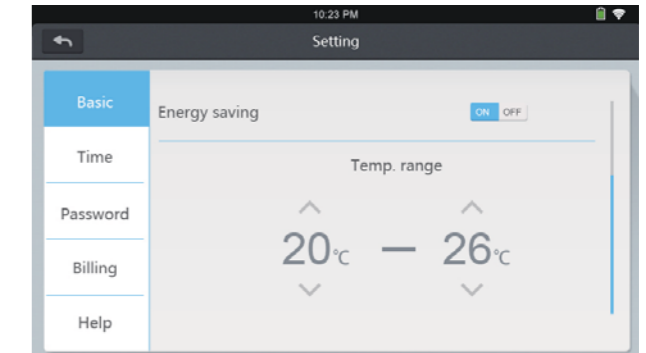 10:23 PM
Setting
Basic
Energy saving
ON OFF
Time
Temp. range
Password
20°C — 26°C
Billing
Help